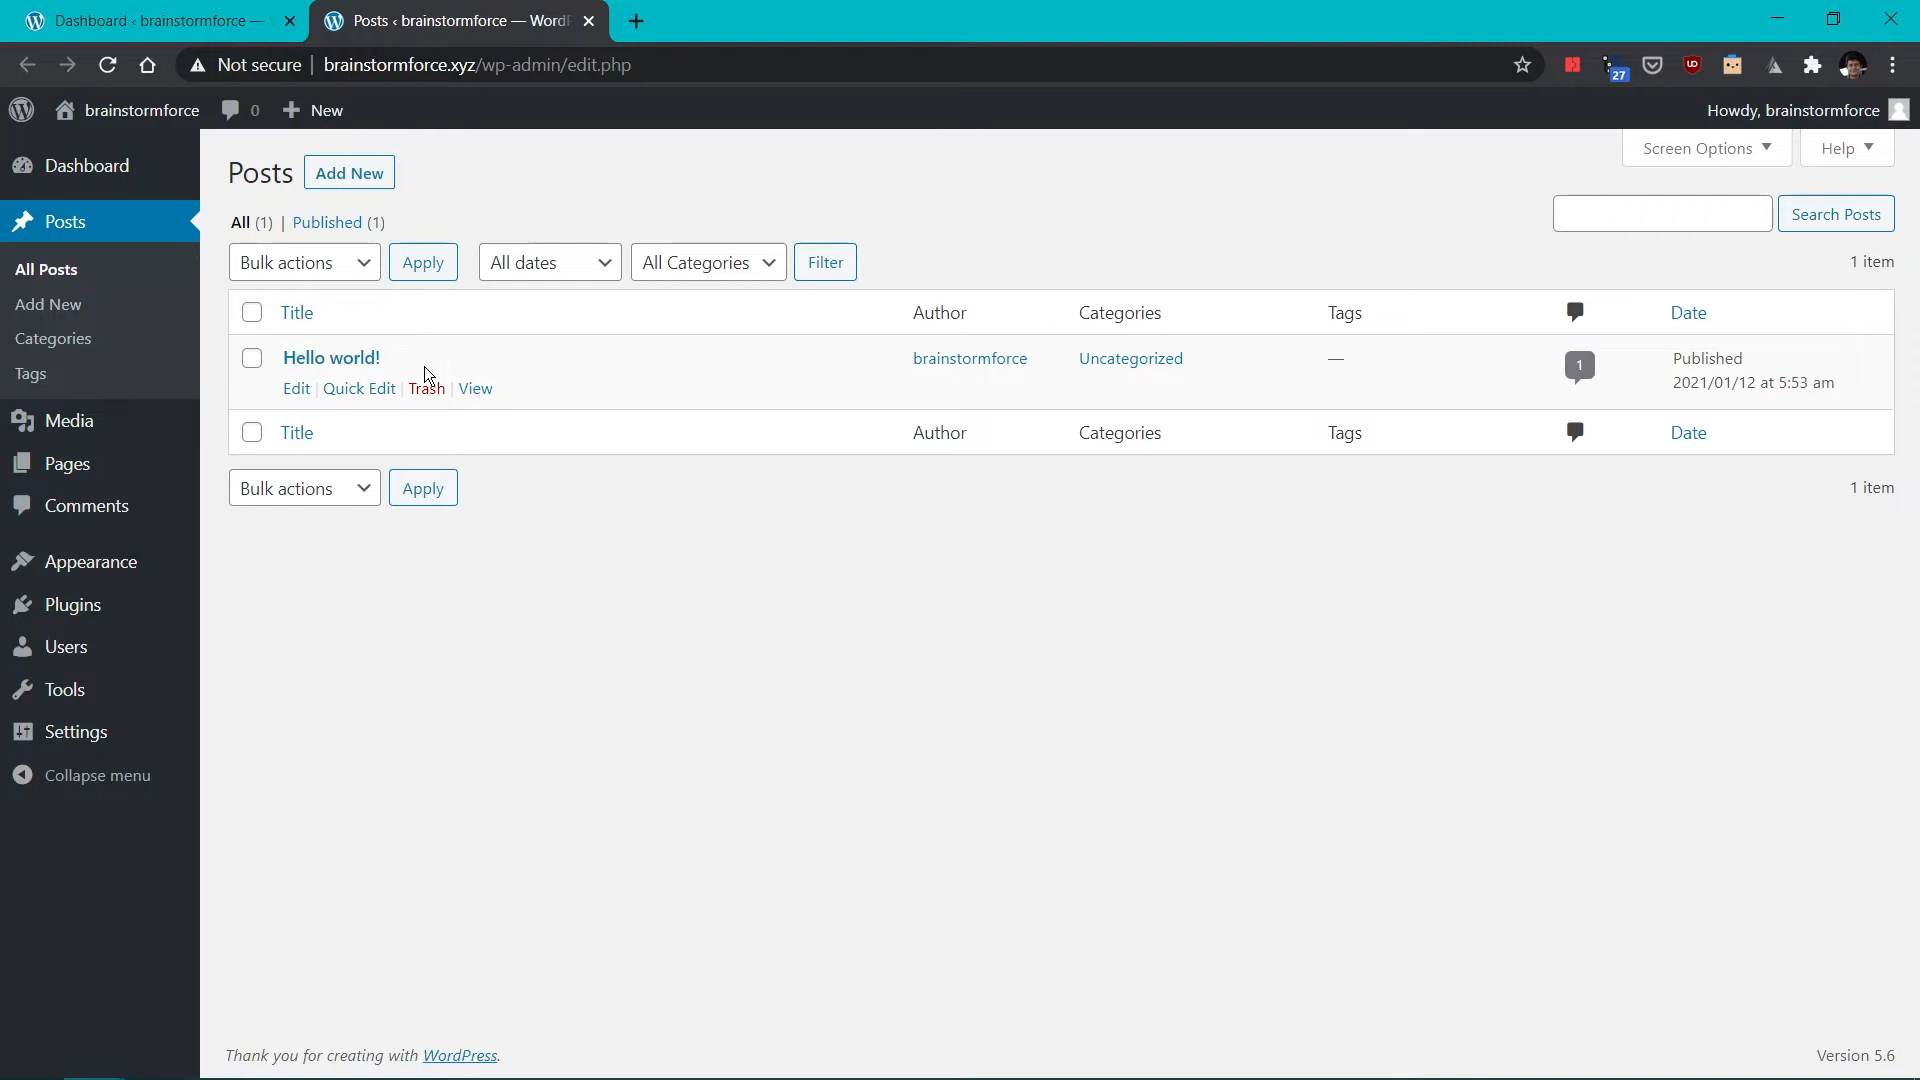 Dashboard ‹ brainstormforce —
Posts ‹ brainstormforce — WordP
Not secure | brainstormforce.xyz/wp-admin/edit.php
27
brainstormforce 0 New
Howdy, brainstormforce
Dashboard
Posts
All Posts
Add New
Categories
Tags
Media
Pages
Comments
Appearance
Plugins
Users
Tools
Settings
Collapse menu
Screen Options
Help
Posts Add New
All (1) | Published (1)
Search Posts
Bulk actions Apply All dates All Categories Filter 1 item
Title Author Categories Tags Date
Hello world! brainstormforce Uncategorized — 1 Published
Edit | Quick Edit | Trash | View 2021/01/12 at 5:53 am
Title Author Categories Tags Date
Bulk actions Apply 1 item
Thank you for creating with WordPress. Version 5.6